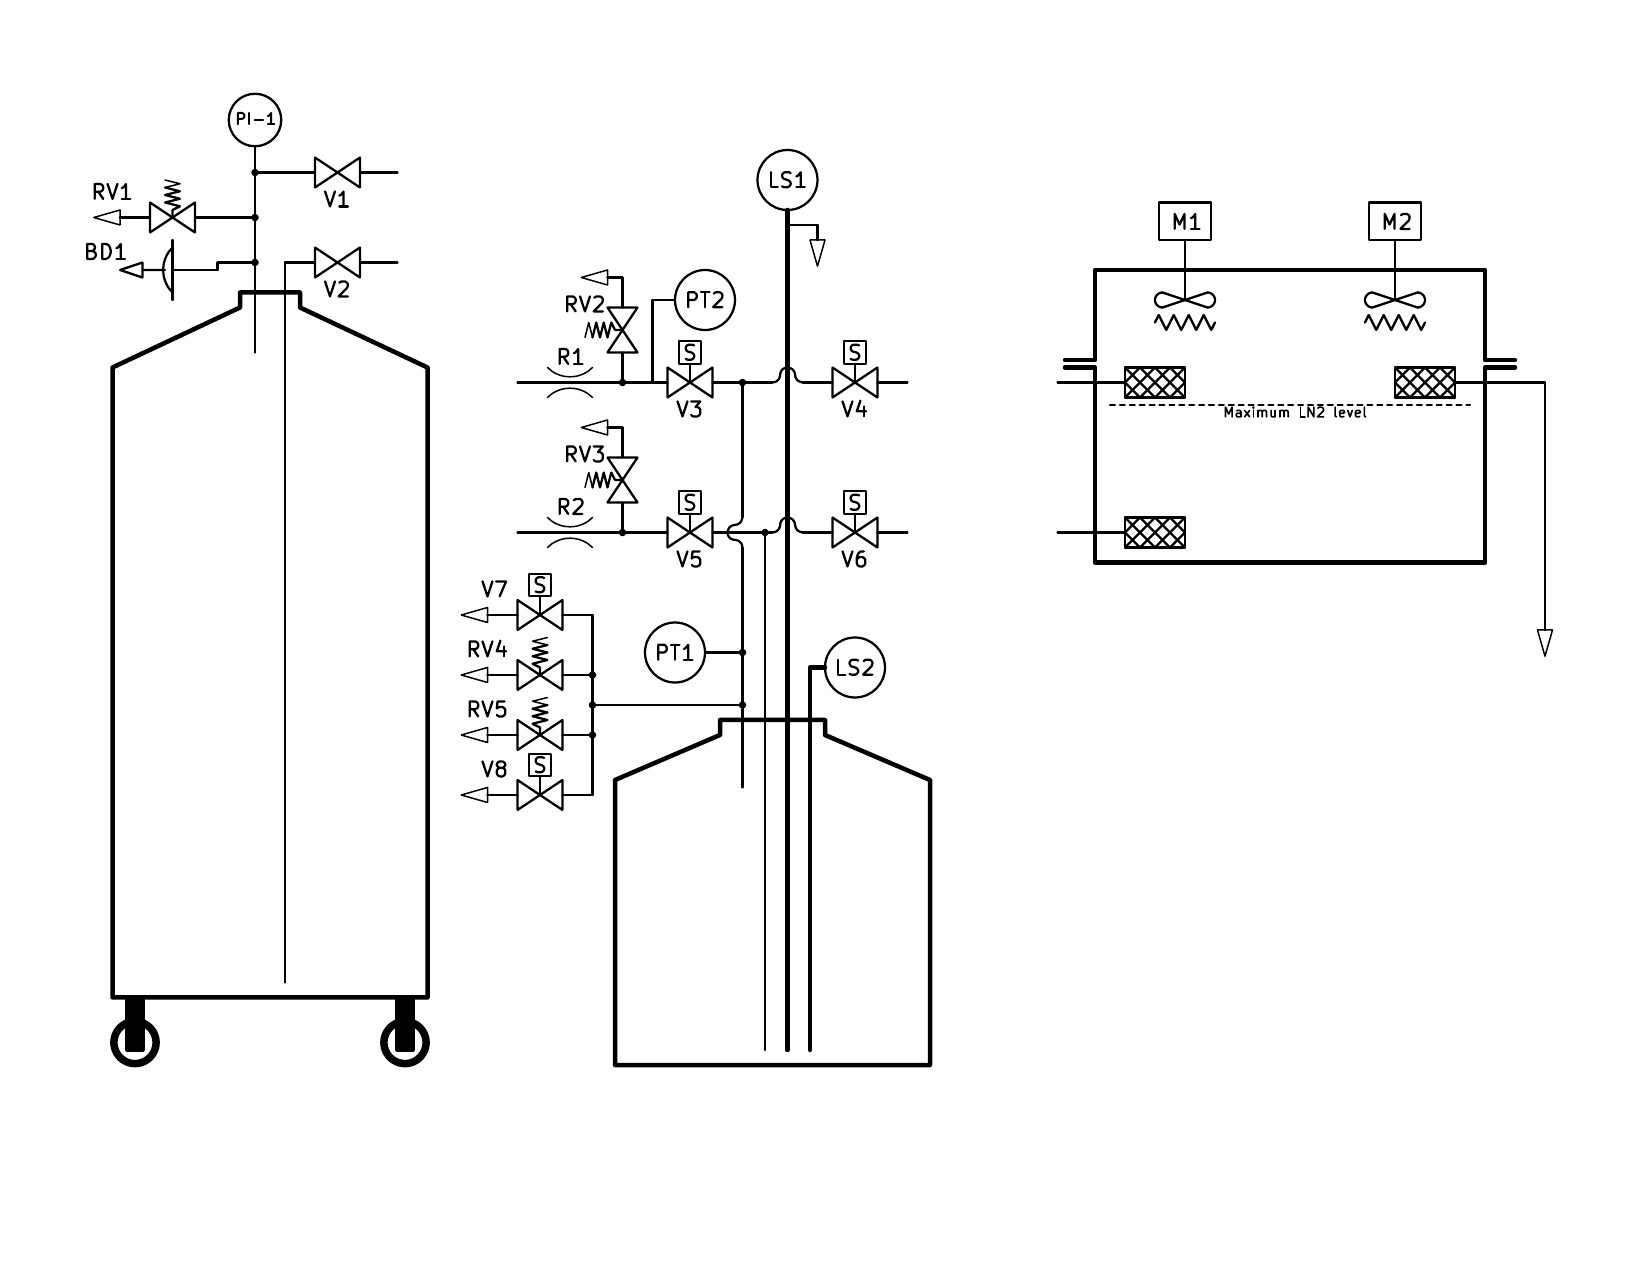 PI-1
RV1
V1
BD1
V2
LS1
M1
M2
RV2
PT2
R1
S
S
V3
V4
Maximum LN2 level
RV3
R2
S
S
V5
V6
V7
S
RV4
PT1
LS2
RV5
V8
S